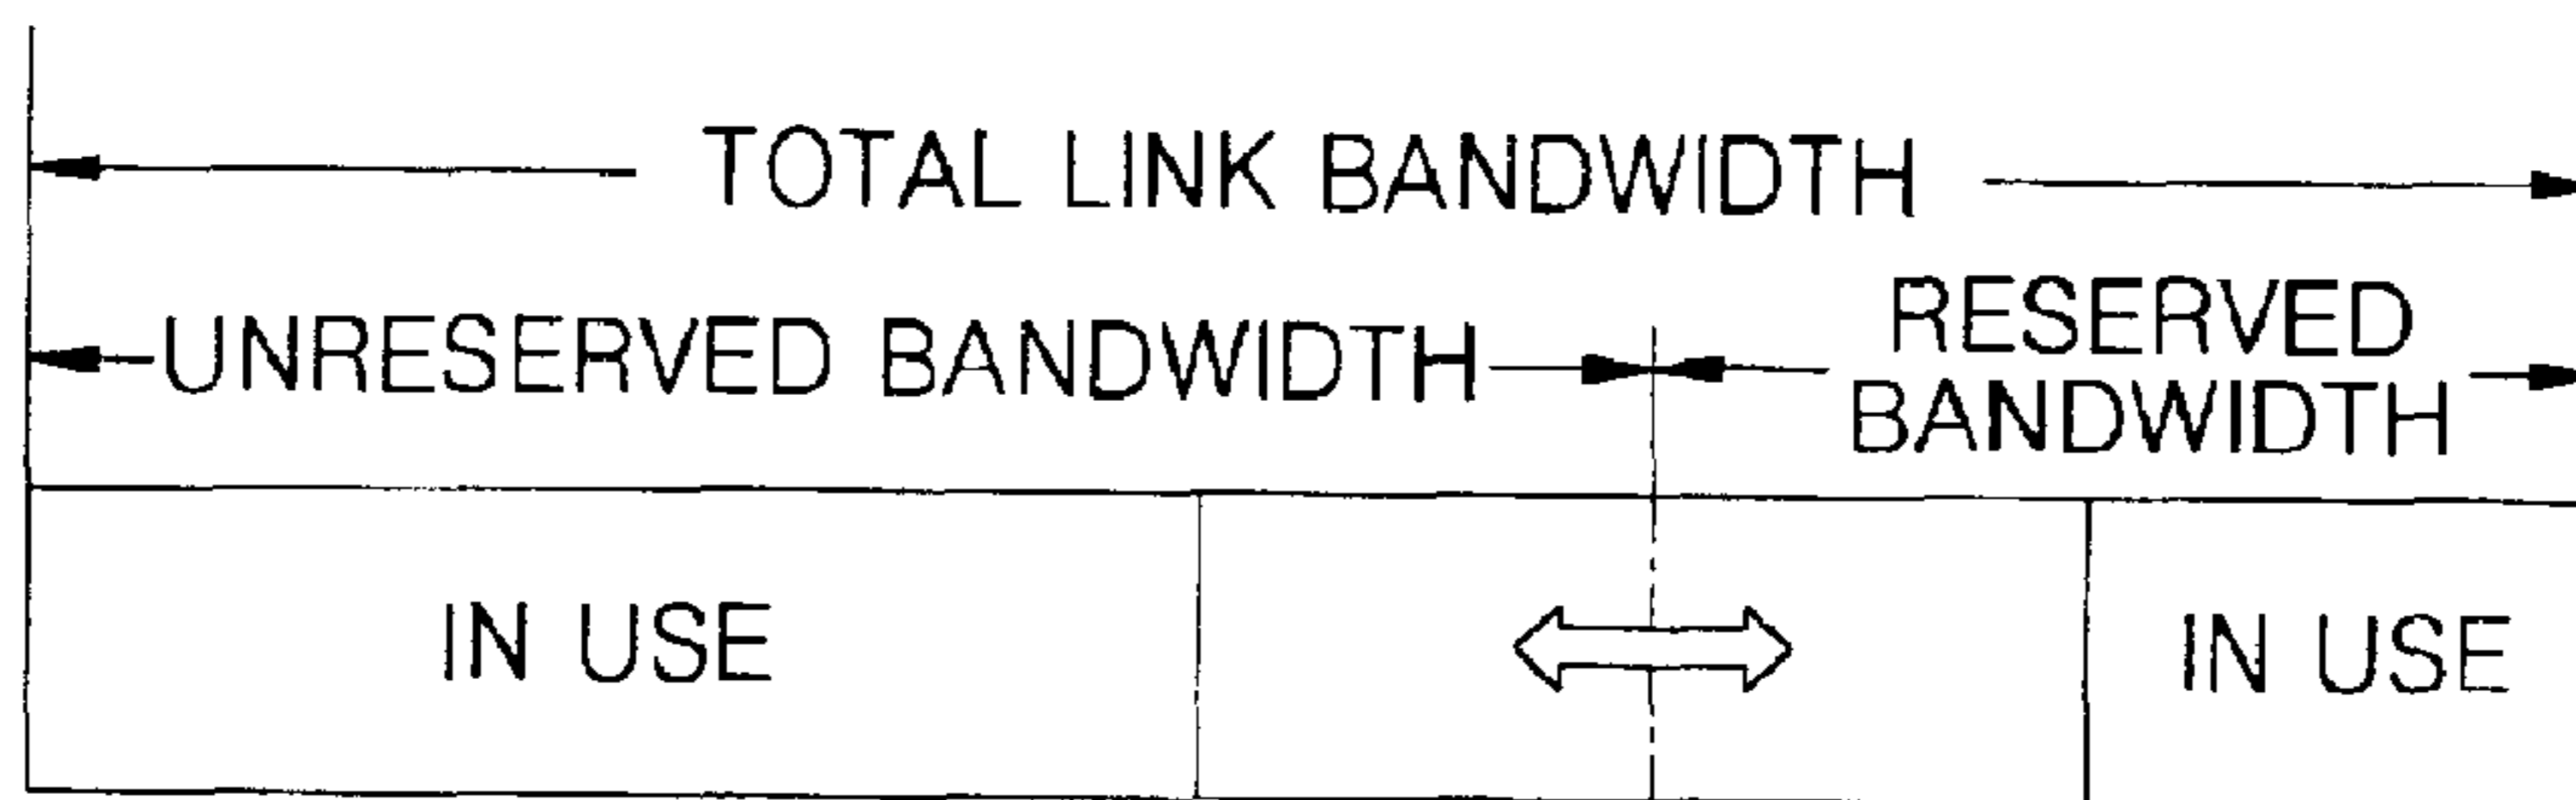 TOTAL LINK BANDWIDTH
UNRESERVED BANDWIDTH
RESERVED
BANDWIDTH
IN USE
IN USE